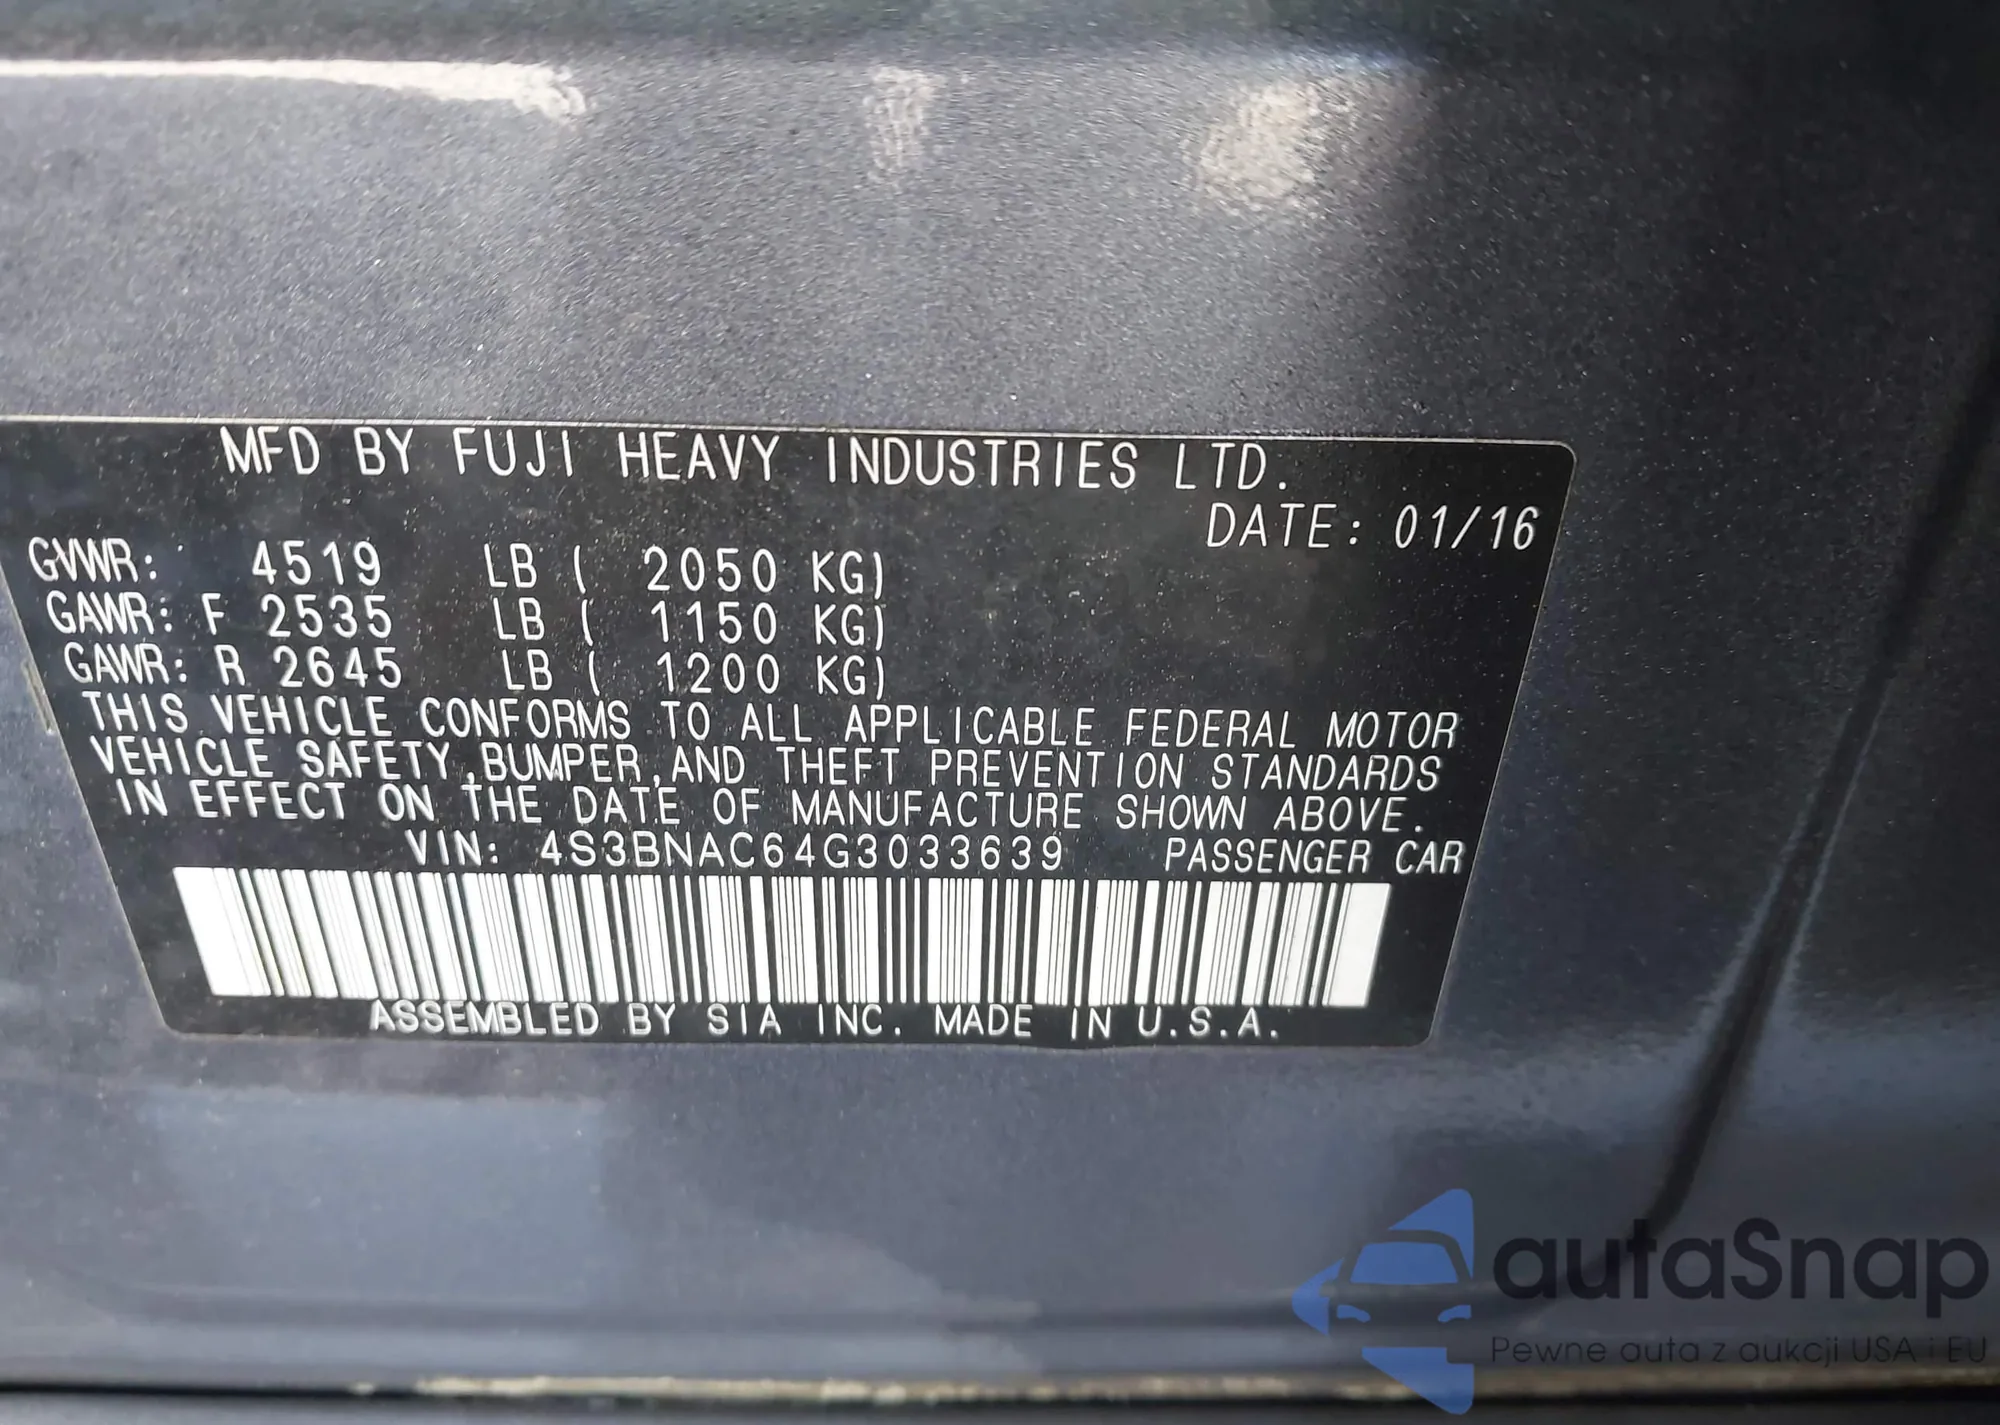 MFD BY FUJI HEAVY INDUSTRIES LTD.
DATE: 01/16
GVWR: 4519 LB ( 2050 KG)
GAWR: F 2535 LB ( 1150 KG)
GAWR: R 2645 LB ( 1200 KG)
THIS VEHICLE CONFORMS TO ALL APPLICABLE FEDERAL MOTOR
VEHICLE SAFETY,BUMPER,AND THEFT PREVENTION STANDARDS
IN EFFECT ON THE DATE OF MANUFACTURE SHOWN ABOVE.
VIN: 4S3BNAC64G3033639 PASSENGER CAR
ASSEMBLED BY SIA INC. MADE IN U.S.A.
autaSnap
Pewne auta z aukcji USA i EU